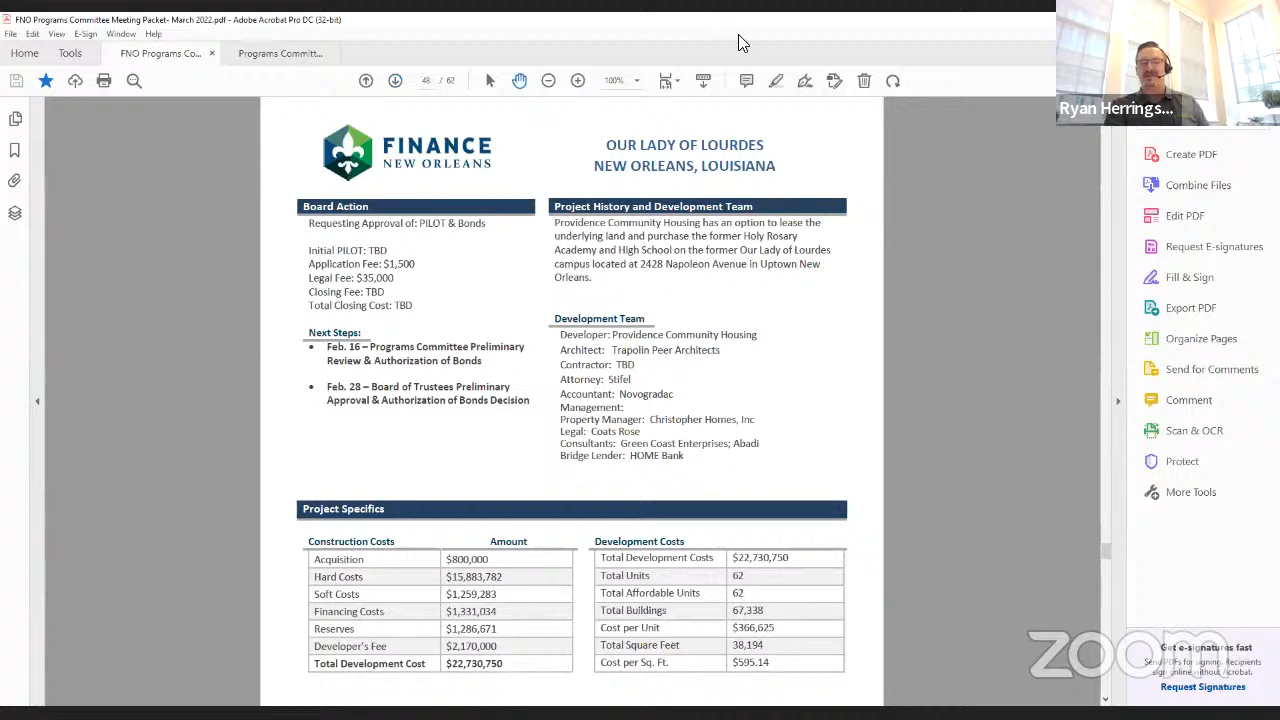 FNO Programs Committee Meeting Packet- March 2022.pdf - Adobe Acrobat Pro DC (32-bit)
File Edit View E-Sign Window Help
Home Tools FNO Programs Co... × Programs Committ...
48 / 62 100%
Ryan Herrings...
FINANCE
NEW ORLEANS
OUR LADY OF LOURDES
NEW ORLEANS, LOUISIANA
Board Action
Requesting Approval of: PILOT & Bonds
Initial PILOT: TBD
Application Fee: $1,500
Legal Fee: $35,000
Closing Fee: TBD
Total Closing Cost: TBD
Next Steps:
• Feb. 16 – Programs Committee Preliminary
Review & Authorization of Bonds
• Feb. 28 – Board of Trustees Preliminary
Approval & Authorization of Bonds Decision
Project History and Development Team
Providence Community Housing has an option to lease the
underlying land and purchase the former Holy Rosary
Academy and High School on the former Our Lady of Lourdes
campus located at 2428 Napoleon Avenue in Uptown New
Orleans.
Development Team
Developer: Providence Community Housing
Architect: Trapolin Peer Architects
Contractor: TBD
Attorney: Stifel
Accountant: Novogradac
Management:
Property Manager: Christopher Homes, Inc
Legal: Coats Rose
Consultants: Green Coast Enterprises; Abadi
Bridge Lender: HOME Bank
Project Specifics
Construction Costs Amount
Acquisition $800,000
Hard Costs $15,883,782
Soft Costs $1,259,283
Financing Costs $1,331,034
Reserves $1,286,671
Developer's Fee $2,170,000
Total Development Cost $22,730,750
Development Costs
Total Development Costs $22,730,750
Total Units 62
Total Affordable Units 62
Total Buildings 67,338
Cost per Unit $366,625
Total Square Feet 38,194
Cost per Sq. Ft. $595.14
Create PDF
Combine Files
Edit PDF
Request E-signatures
Fill & Sign
Export PDF
Organize Pages
Send for Comments
Comment
Scan & OCR
Protect
More Tools
Get e-signatures fast
Send PDFs for signing. Recipients
sign online without Acrobat.
Request Signatures
zoom